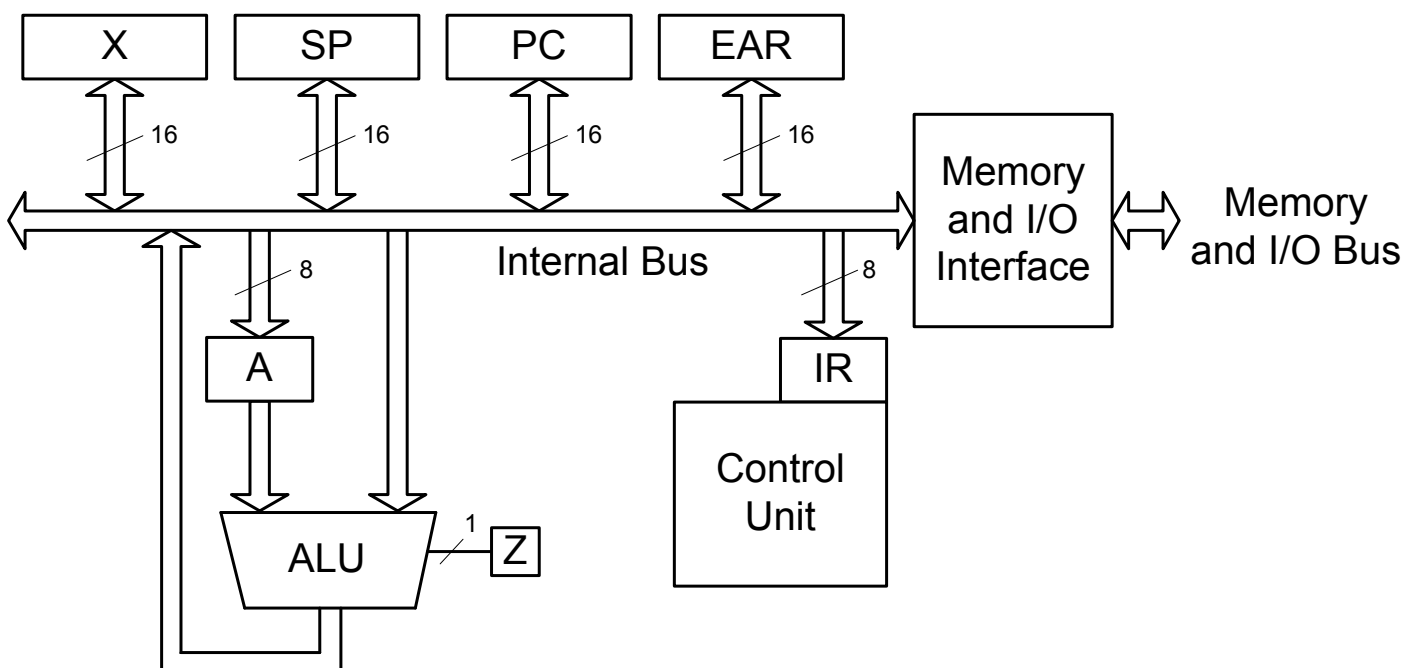 X
SP
PC
EAR
16
16
16
16
Memory
and I/O
Interface
Memory
and I/O Bus
Internal Bus
8
8
A
IR
Control
Unit
ALU
1
Z